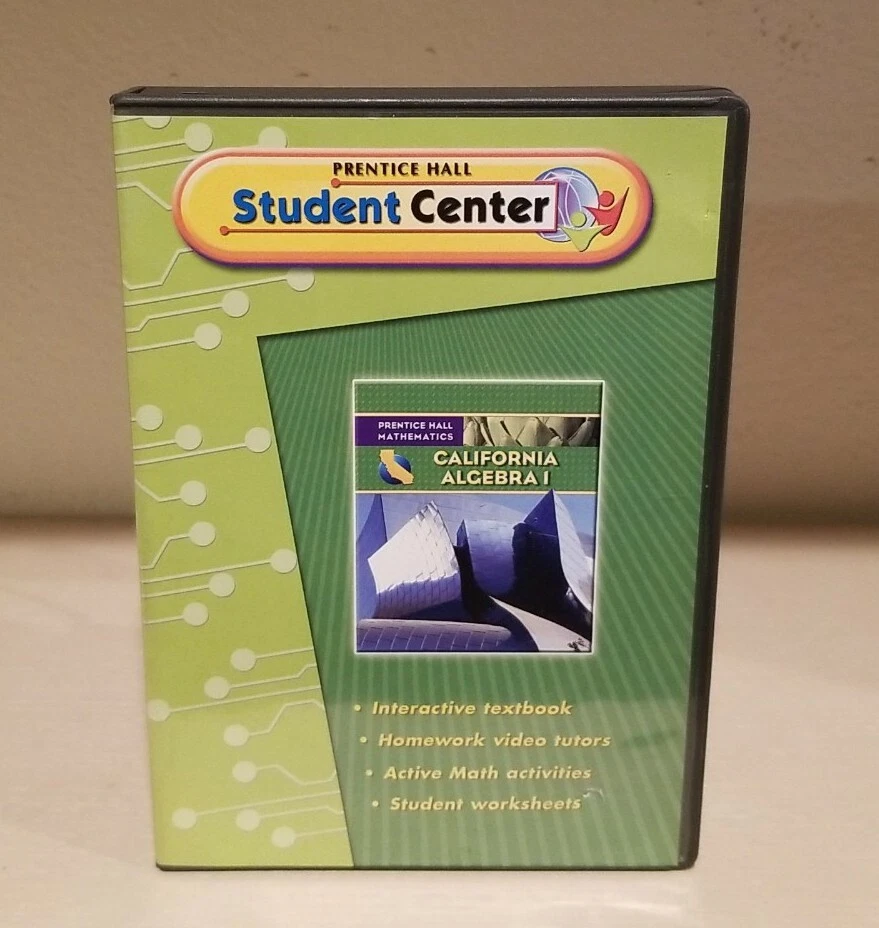 PRENTICE HALL
Student Center
PRENTICE HALL
MATHEMATICS
CALIFORNIA
ALGEBRA 1
• Interactive textbook
• Homework video tutors
• Active Math activities
• Student worksheets